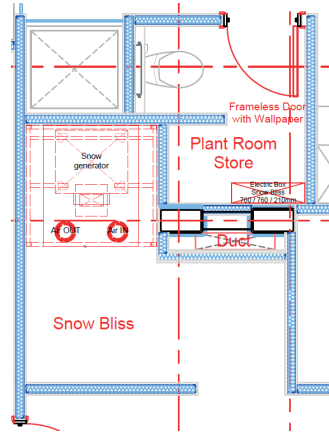 Frameless Door
with Wallpaper
Plant Room
Store
Snow
generator
Electric Box
Snow Bliss
760 / 760 / 210mm
Air OUT
Air IN
Duct
Snow Bliss